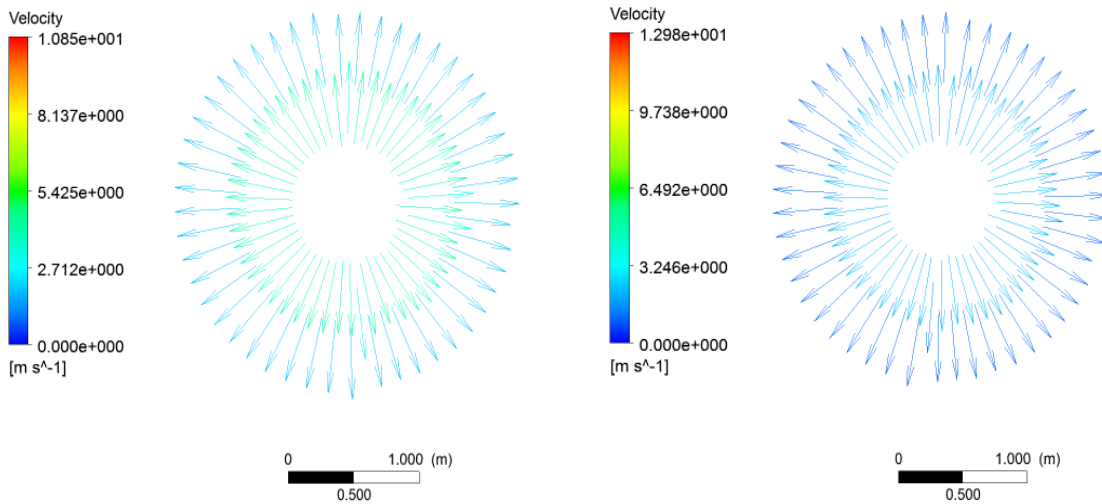 Velocity
1.085e+001
8.137e+000
5.425e+000
2.712e+000
0.000e+000
[m s^-1]
0 1.000 (m)
0.500
Velocity
1.298e+001
9.738e+000
6.492e+000
3.246e+000
0.000e+000
[m s^-1]
0 1.000 (m)
0.500